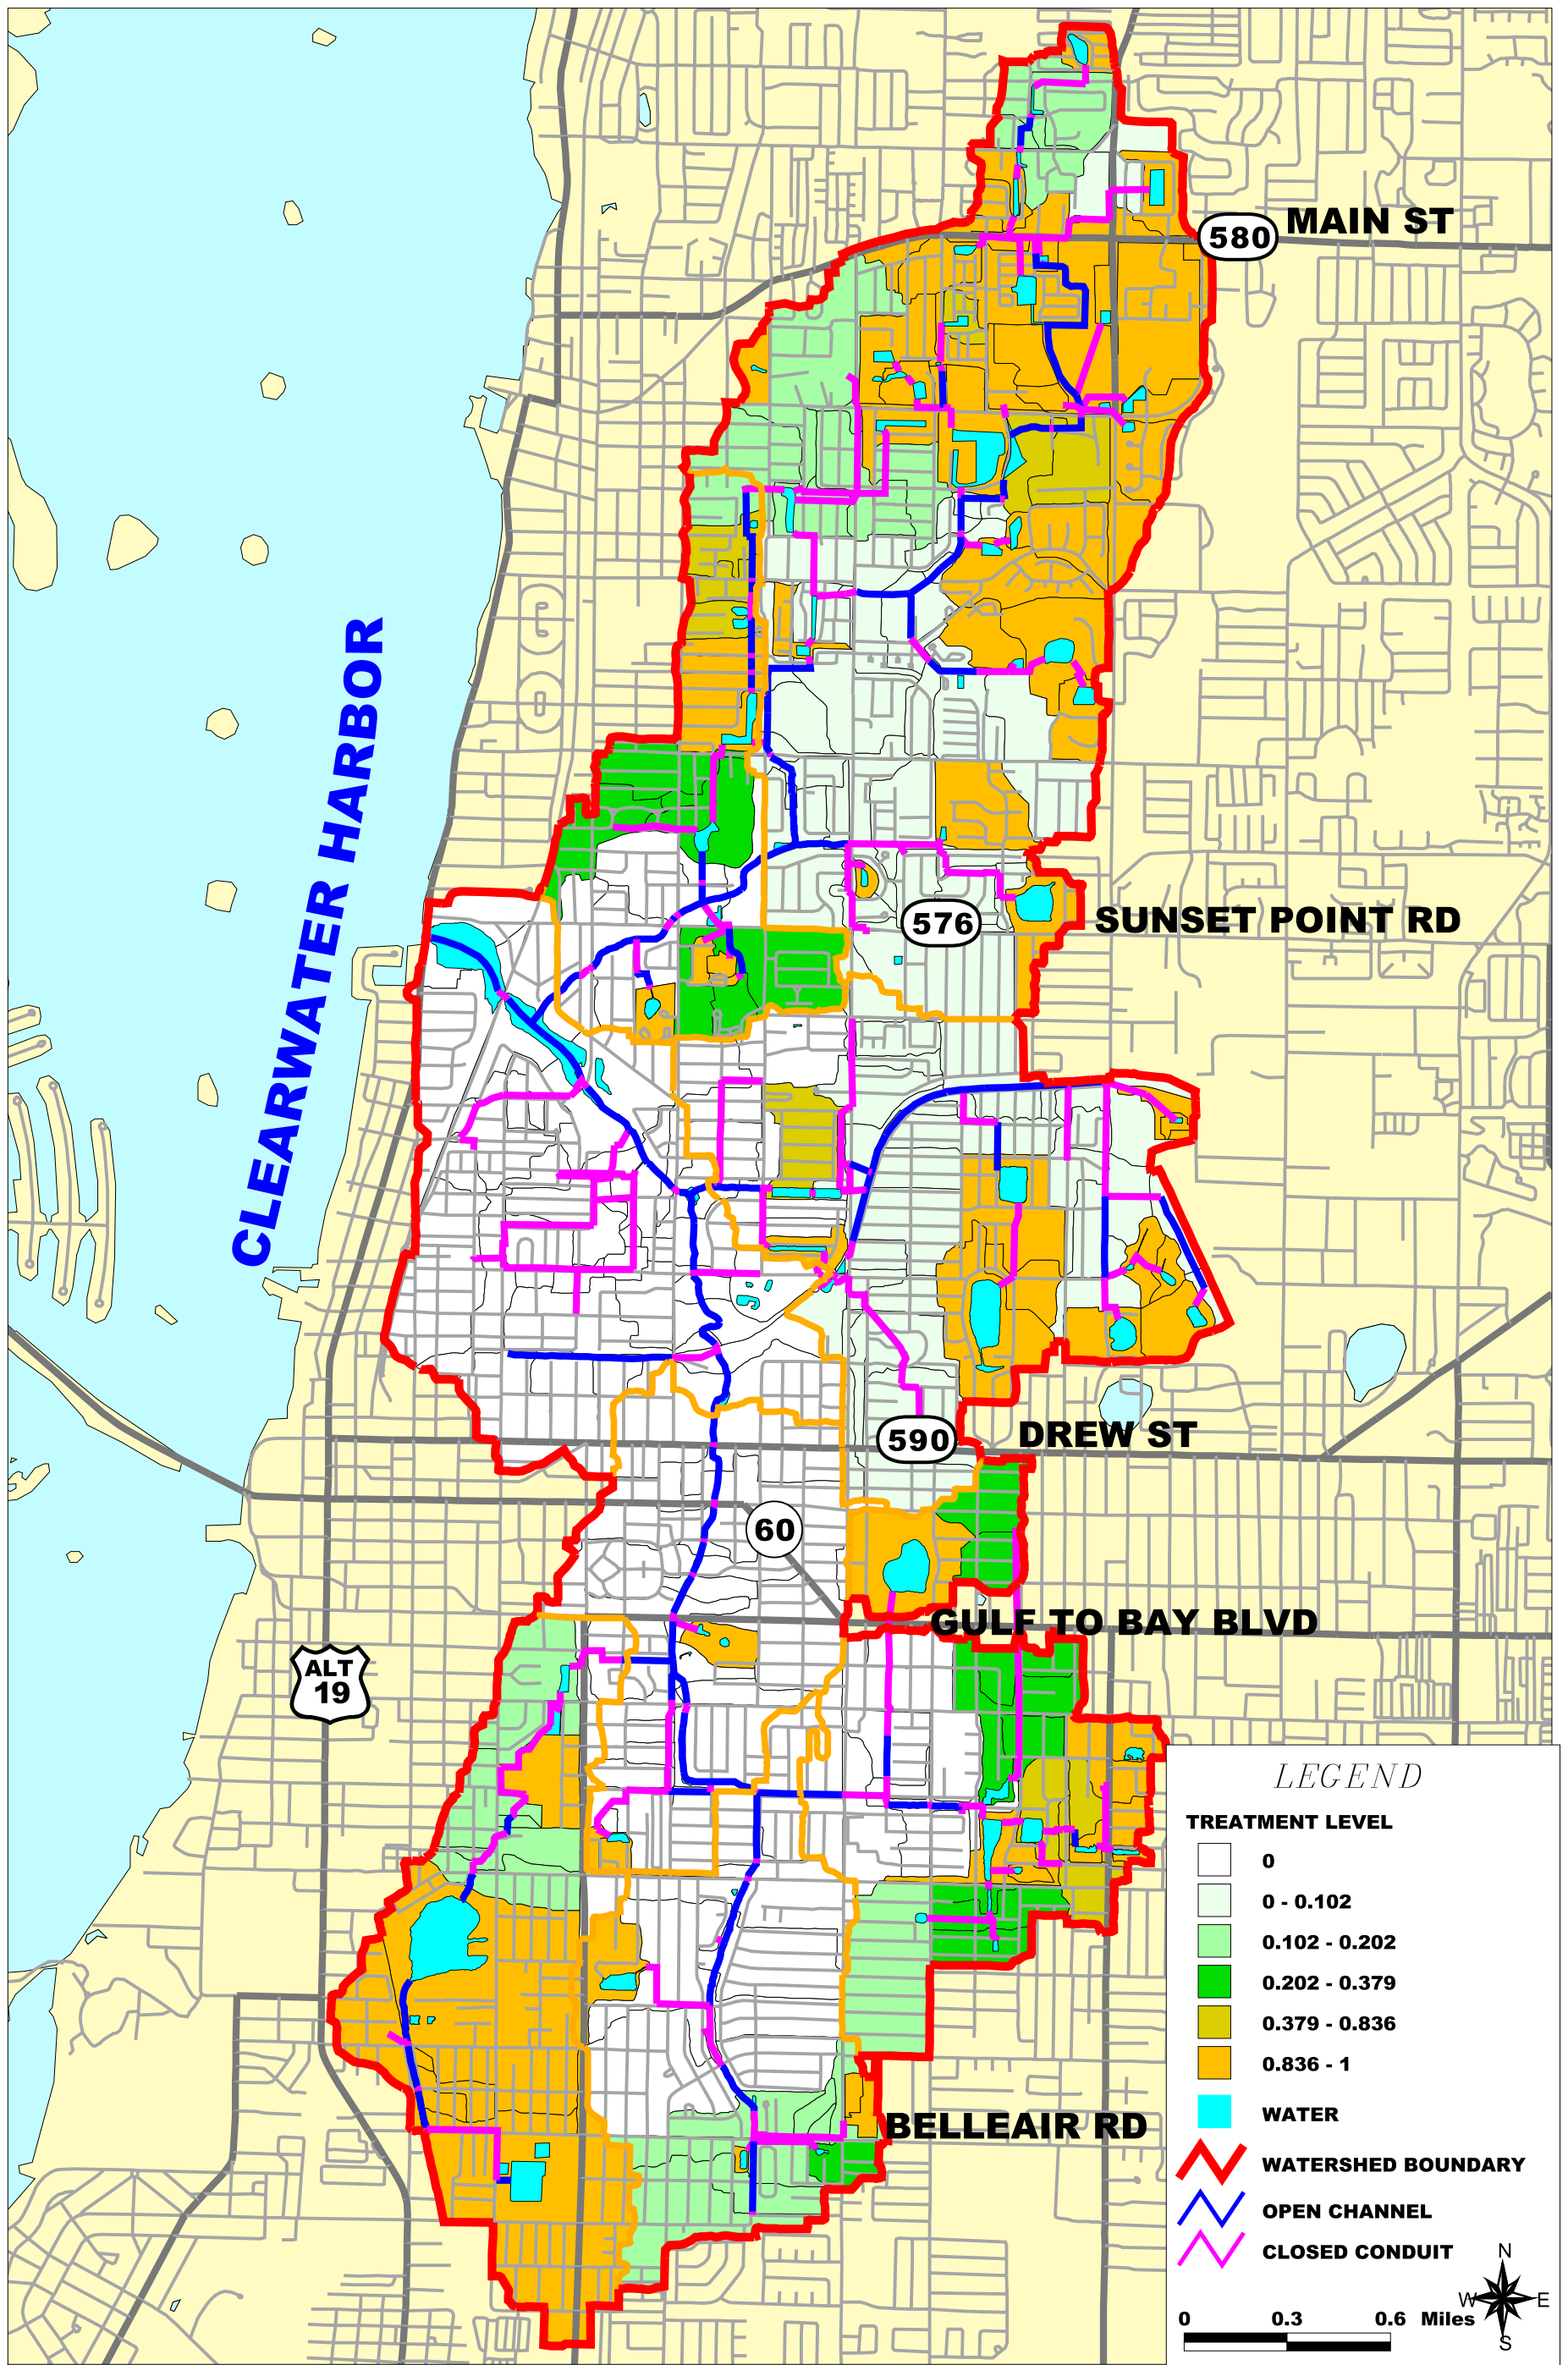 580
MAIN ST
CLEARWATER HARBOR
576
SUNSET POINT RD
590
DREW ST
60
GULF TO BAY BLVD
ALT
19
BELLEAIR RD
LEGEND
TREATMENT LEVEL
0
0 - 0.102
0.102 - 0.202
0.202 - 0.379
0.379 - 0.836
0.836 - 1
WATER
WATERSHED BOUNDARY
OPEN CHANNEL
CLOSED CONDUIT
N
W E
S
0 0.3 0.6 Miles